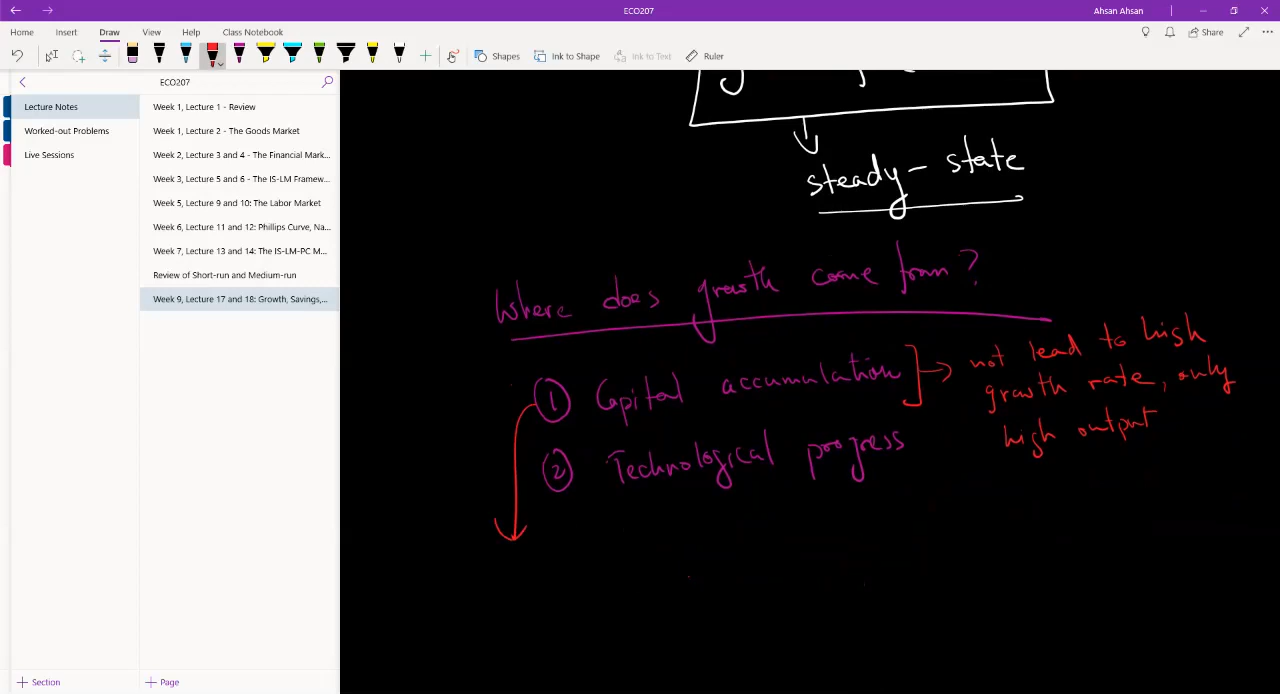 ECO207
Ahsan Ahsan
Home
Insert
Draw
View
Help
Class Notebook
Share
Shapes
Ink to Shape
Ink to Text
Ruler
ECO207
Lecture Notes
Worked-out Problems
Live Sessions
Week 1, Lecture 1 - Review
Week 1, Lecture 2 - The Goods Market
Week 2, Lecture 3 and 4 - The Financial Mark...
Week 3, Lecture 5 and 6 - The IS-LM Framew...
Week 5, Lecture 9 and 10: The Labor Market
Week 6, Lecture 11 and 12: Phillips Curve, Na...
Week 7, Lecture 13 and 14: The IS-LM-PC M...
Review of Short-run and Medium-run
Week 9, Lecture 17 and 18: Growth, Savings,...
+ Section
+ Page
steady-state
Where does growth come from?
① Capital accumulation
not lead to high
growth rate, only
high output
② Technological progress